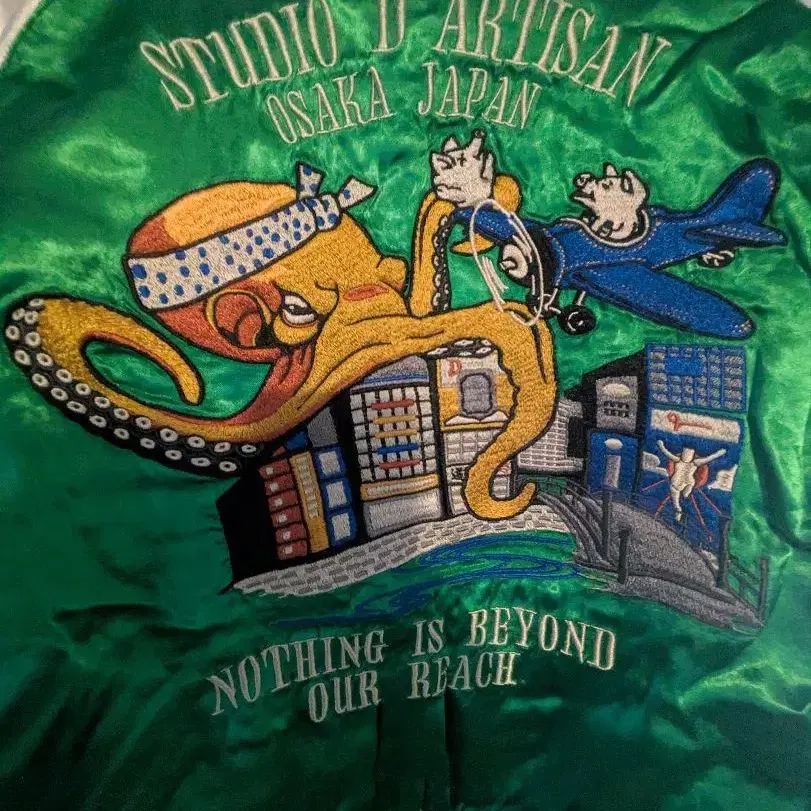 STUDIO D'ARTISAN
OSAKA JAPAN
D
NOTHING IS BEYOND
OUR REACH